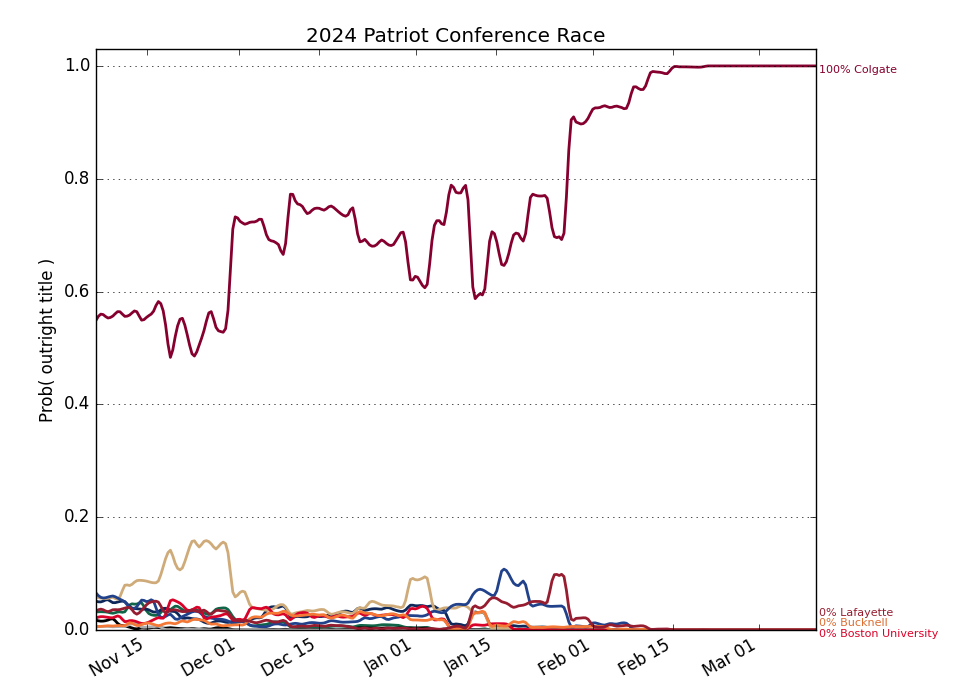 2024 Patriot Conference Race
Prob( outright title )
1.0
0.8
0.6
0.4
0.2
0.0
Nov 15
Dec 01
Dec 15
Jan 01
Jan 15
Feb 01
Feb 15
Mar 01
100% Colgate
0% Lafayette
0% Bucknell
0% Boston University